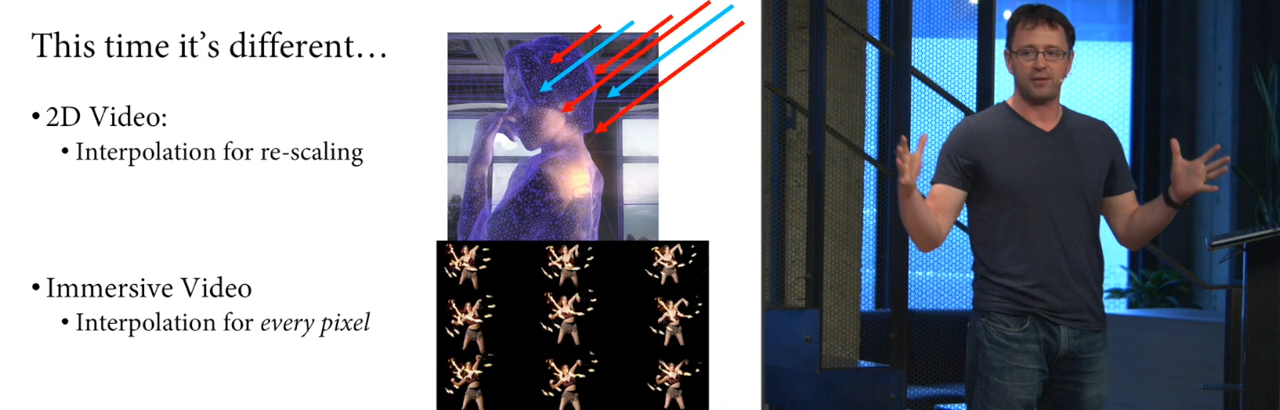 This time it’s different…
• 2D Video:
• Interpolation for re-scaling
• Immersive Video
• Interpolation for every pixel